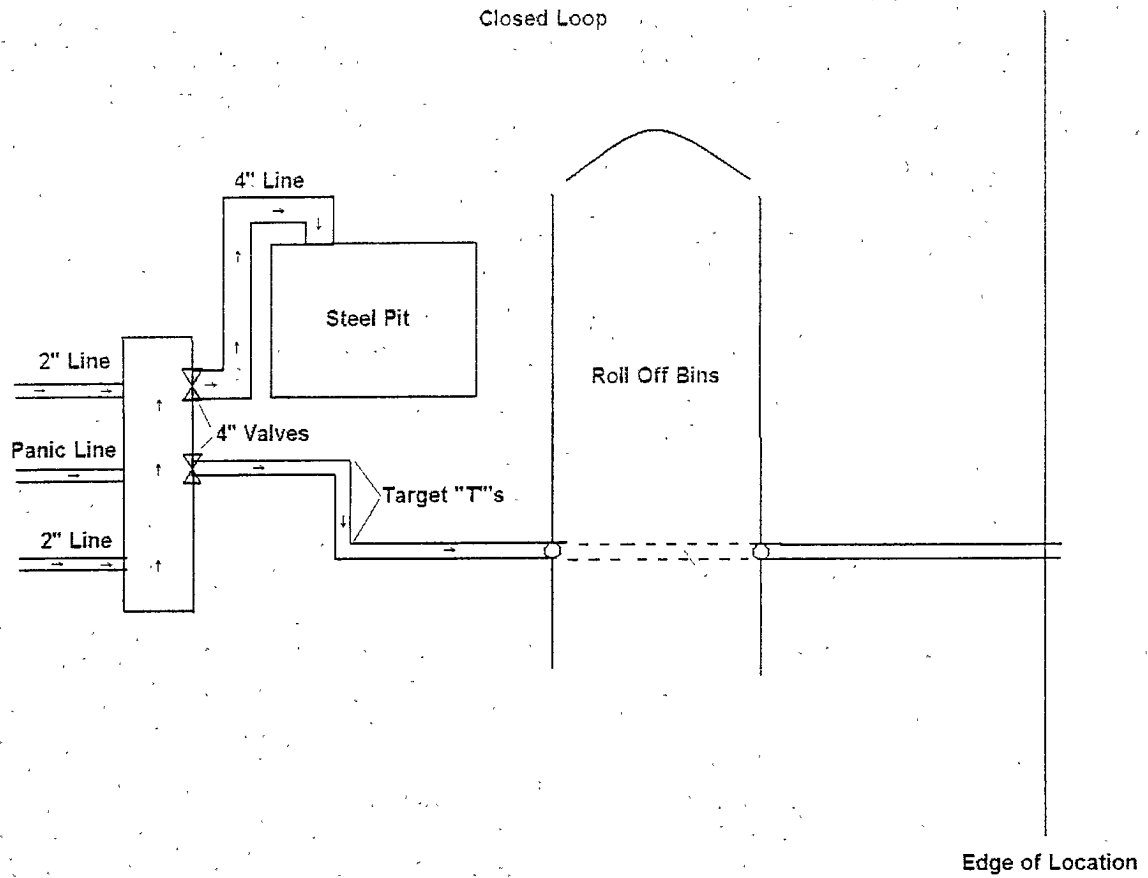 Closed Loop
4" Line
Steel Pit
2" Line
Roll Off Bins
4" Valves
Panic Line
Target "T"s
2" Line
Edge of Location